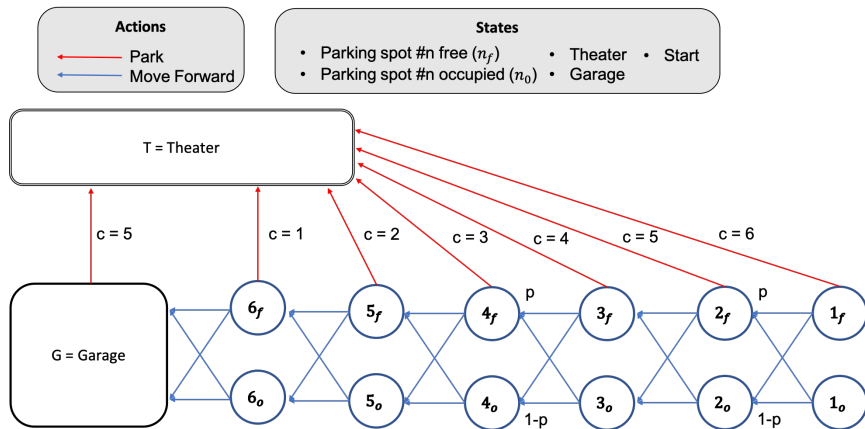 Actions
Park
Move Forward
States
• Parking spot #n free (n_f)
• Parking spot #n occupied (n_0)
• Theater
• Garage
• Start
T = Theater
c = 5
c = 1
c = 2
c = 3
c = 4
c = 5
c = 6
G = Garage
6_f
5_f
4_f
p
3_f
2_f
p
1_f
6_o
5_o
4_o
1-p
3_o
2_o
1-p
1_o